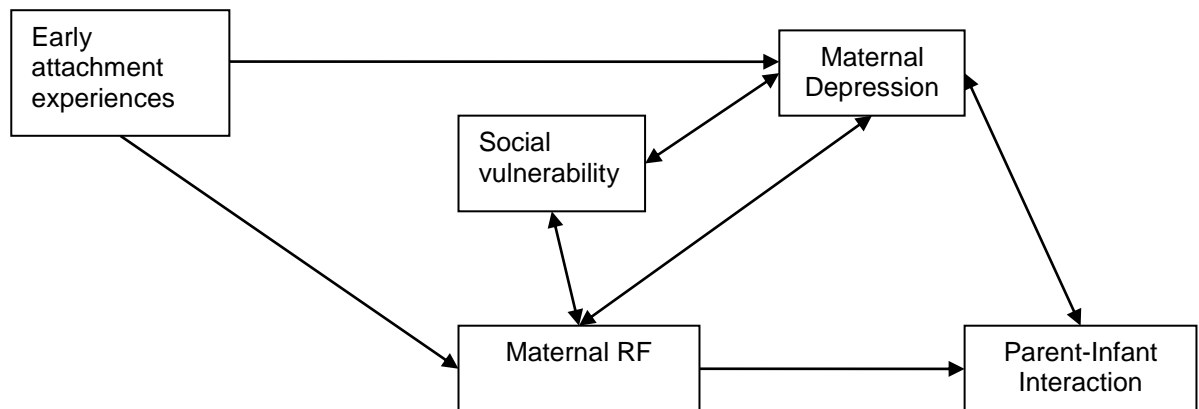 Early
attachment
experiences
Maternal
Depression
Social
vulnerability
Maternal RF
Parent-Infant
Interaction